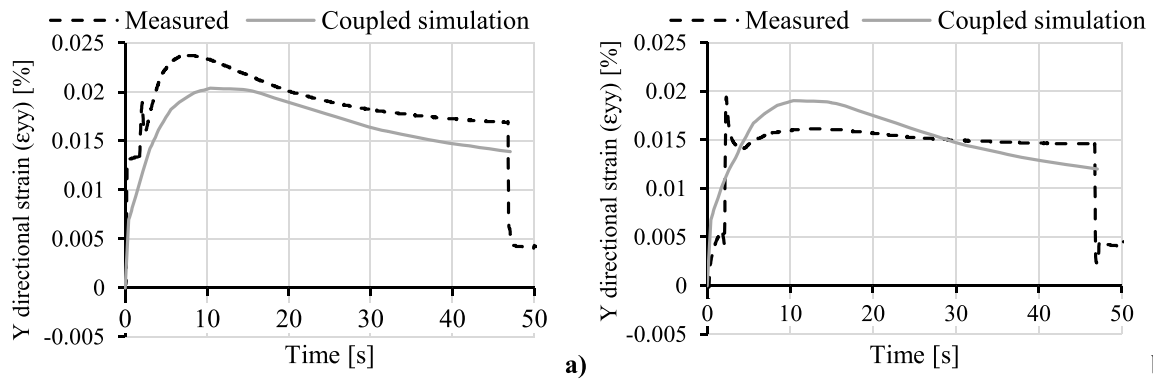 Measured Coupled simulation
Y directional strain (εyy) [%]
0.025
0.02
0.015
0.01
0.005
0
-0.005
0 10 20 30 40 50
Time [s]
a)
Measured Coupled simulation
Y directional strain (εyy) [%]
0.025
0.02
0.015
0.01
0.005
0
-0.005
0 10 20 30 40 50
Time [s]